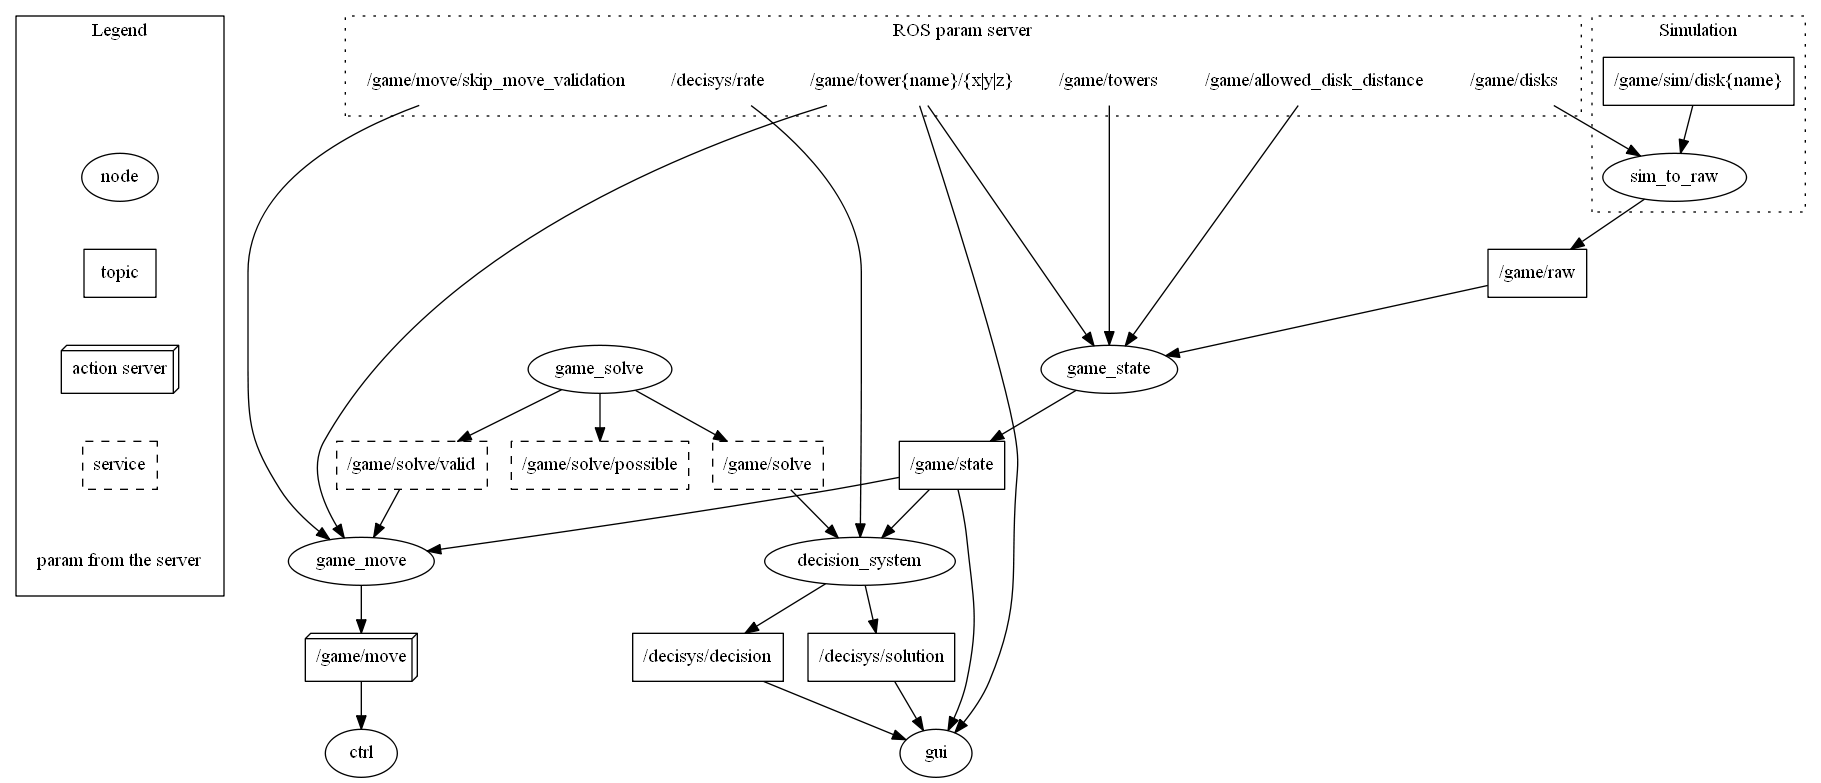 Legend
node
topic
action server
service
param from the server
ROS param server
/game/move/skip_move_validation
/decisys/rate
/game/tower{name}/{x|y|z}
/game/towers
/game/allowed_disk_distance
/game/disks
Simulation
/game/sim/disk{name}
sim_to_raw
/game/raw
game_solve
game_state
/game/solve/valid
/game/solve/possible
/game/solve
/game/state
game_move
decision_system
/game/move
/decisys/decision
/decisys/solution
ctrl
gui